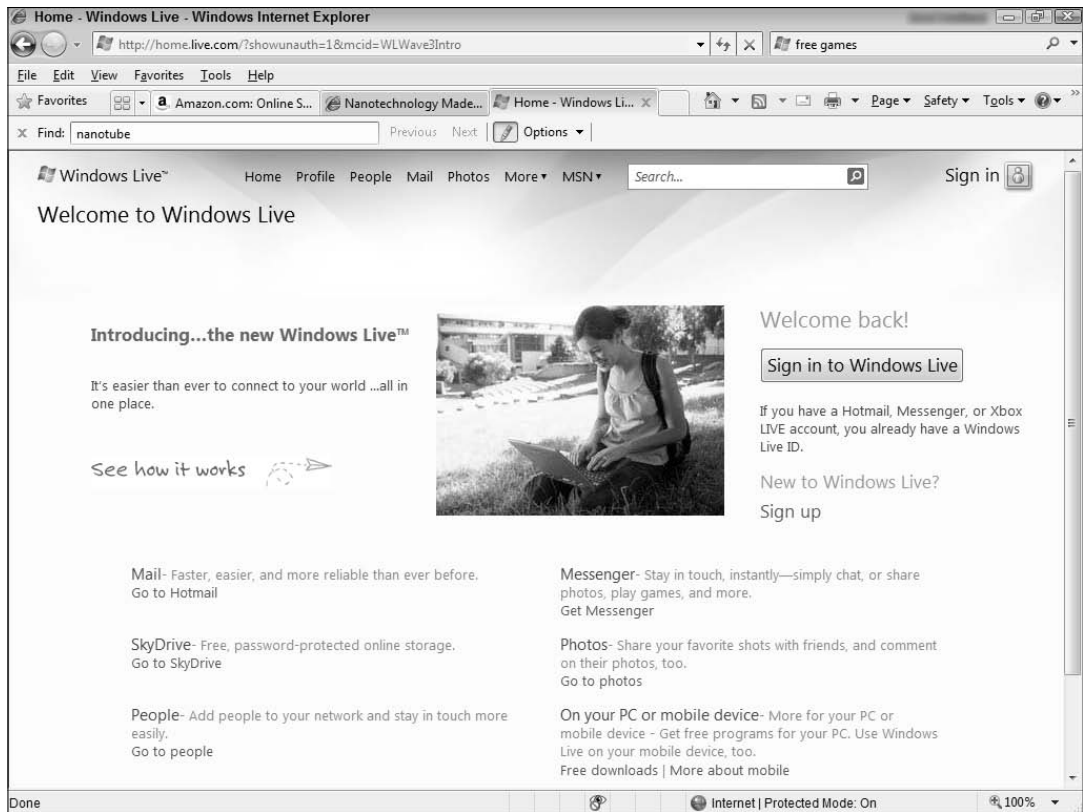 Home - Windows Live - Windows Internet Explorer
http://home.live.com/?showunauth=1&mcid=WLWave3Intro
free games
File Edit View Favorites Tools Help
Favorites
a Amazon.com: Online S...
Nanotechnology Made...
Home - Windows Li...
Page Safety Tools
x Find: nanotube Previous Next Options
Windows Live™ Home Profile People Mail Photos More MSN Search... Sign in
Welcome to Windows Live
Introducing...the new Windows Live™
It's easier than ever to connect to your world ...all in
one place.
See how it works
Welcome back!
Sign in to Windows Live
If you have a Hotmail, Messenger, or Xbox
LIVE account, you already have a Windows
Live ID.
New to Windows Live?
Sign up
Mail- Faster, easier, and more reliable than ever before.
Go to Hotmail
SkyDrive- Free, password-protected online storage.
Go to SkyDrive
People- Add people to your network and stay in touch more
easily.
Go to people
Messenger- Stay in touch, instantly—simply chat, or share
photos, play games, and more.
Get Messenger
Photos- Share your favorite shots with friends, and comment
on their photos, too.
Go to photos
On your PC or mobile device- More for your PC or
mobile device - Get free programs for your PC. Use Windows
Live on your mobile device, too.
Free downloads | More about mobile
Done Internet | Protected Mode: On 100%